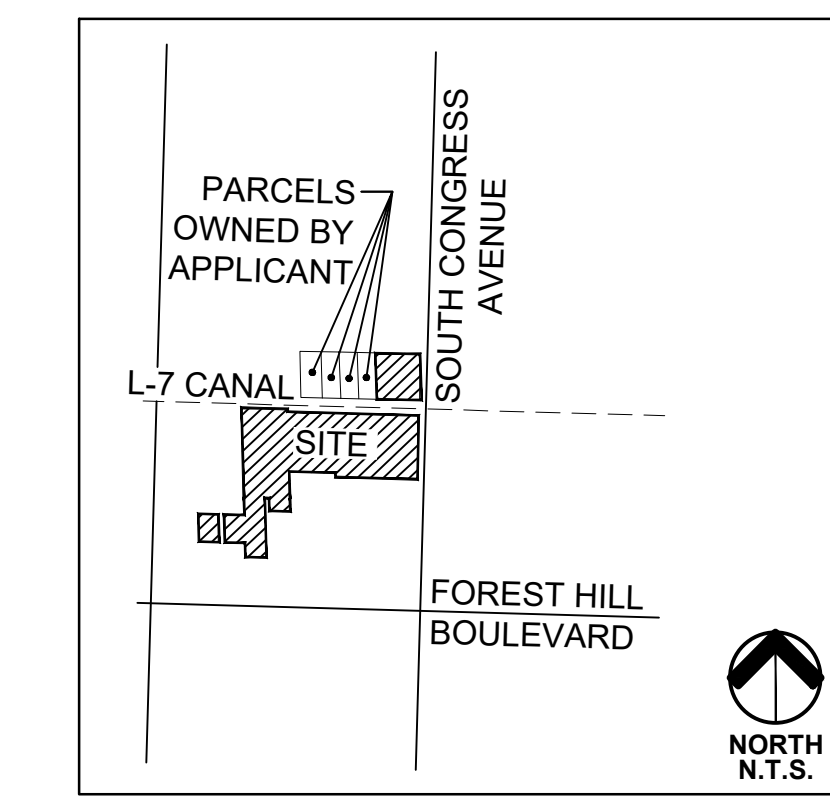 PARCELS
OWNED BY
APPLICANT
SOUTH CONGRESS
AVENUE
L-7 CANAL
SITE
FOREST HILL
BOULEVARD
NORTH
N.T.S.